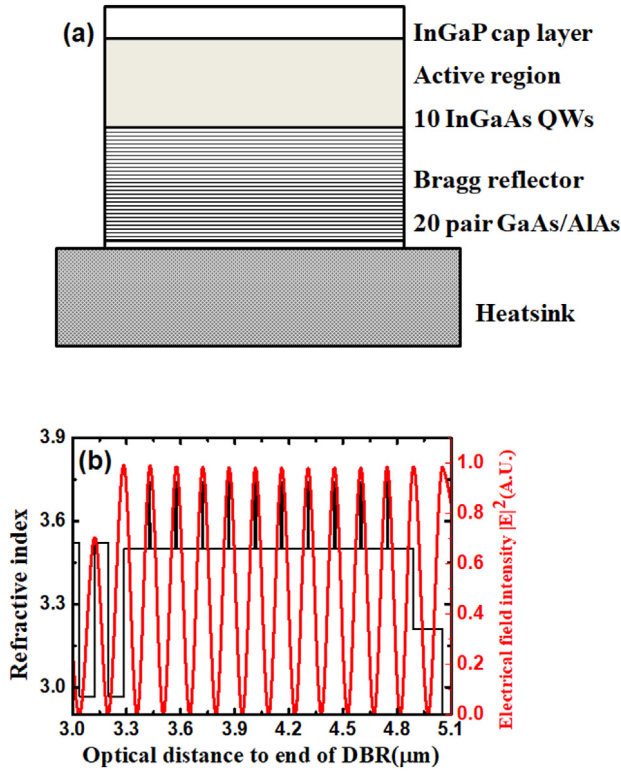 (a)
InGaP cap layer
Active region
10 InGaAs QWs
Bragg reflector
20 pair GaAs/AlAs
Heatsink
(b)
3.9
3.6
3.3
3.0
Refractive index
1.0
0.8
0.6
0.4
0.2
0.0
Electrical field intensity |E|²(A.U.)
3.0 3.3 3.6 3.9 4.2 4.5 4.8 5.1
Optical distance to end of DBR(μm)